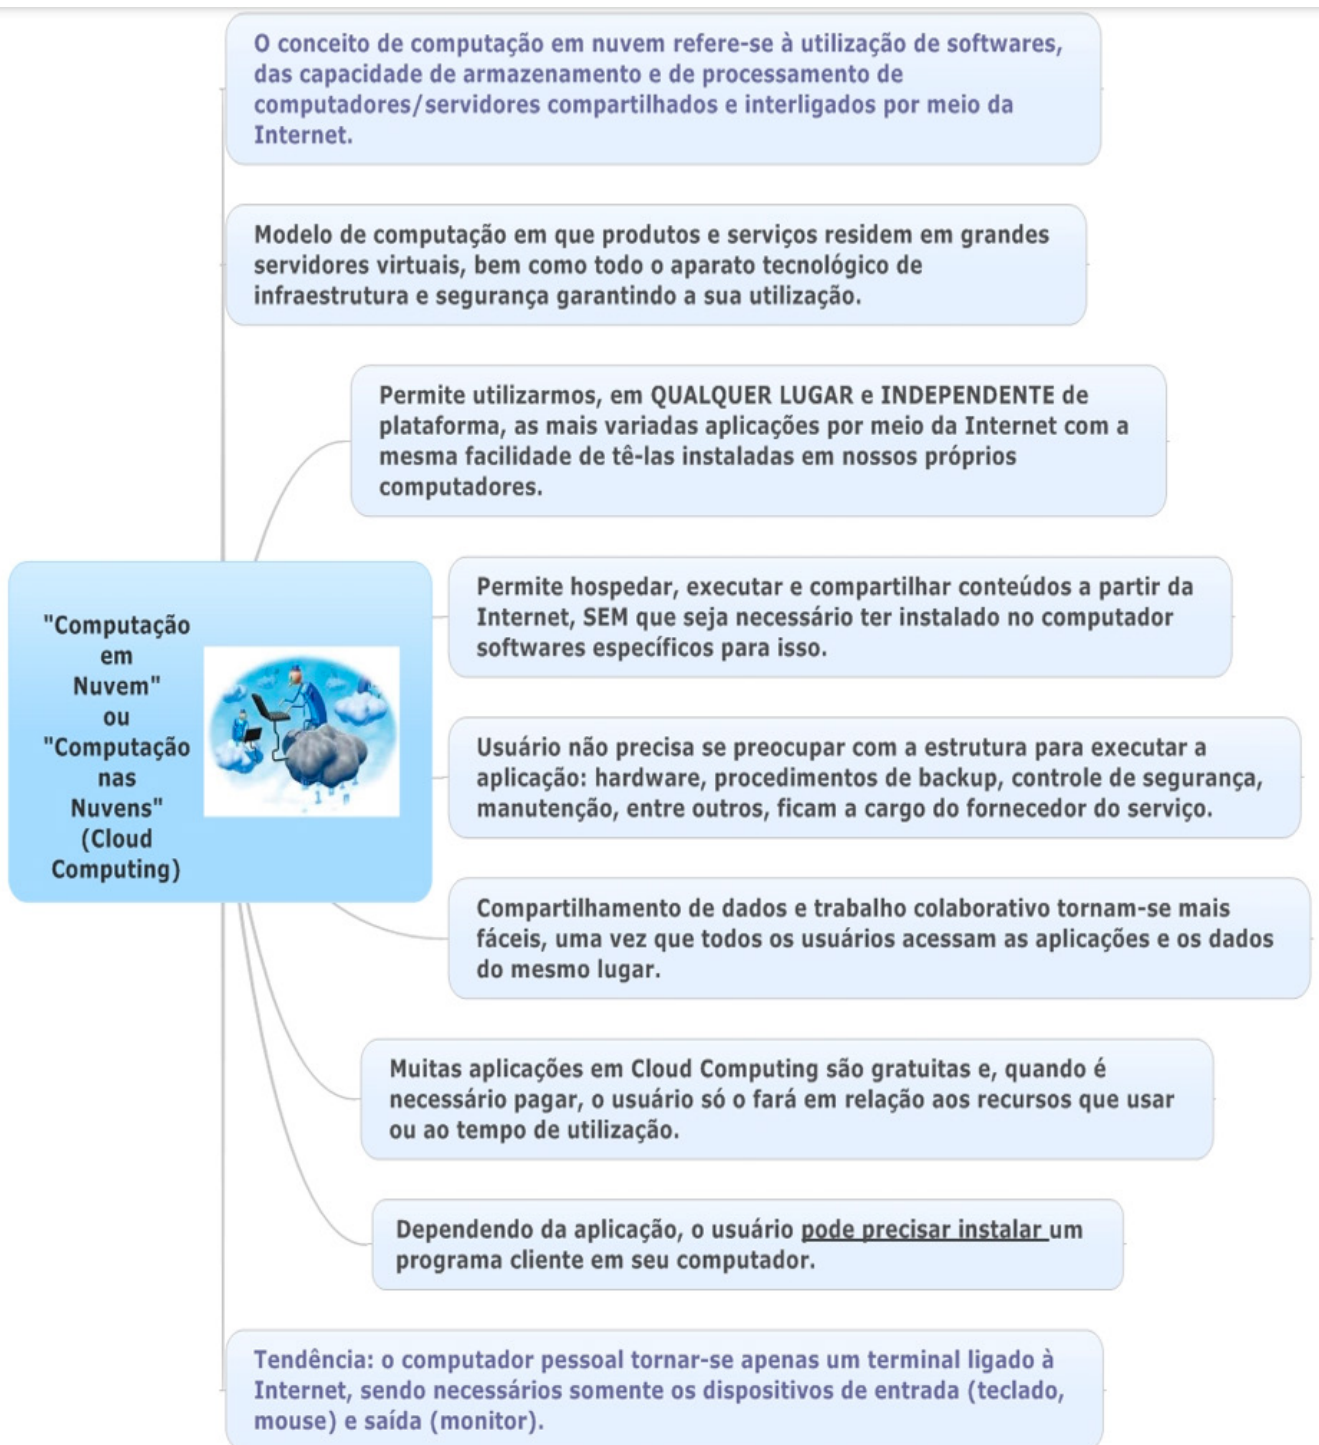 O conceito de computação em nuvem refere-se à utilização de softwares,
das capacidade de armazenamento e de processamento de
computadores/servidores compartilhados e interligados por meio da
Internet.
Modelo de computação em que produtos e serviços residem em grandes
servidores virtuais, bem como todo o aparato tecnológico de
infraestrutura e segurança garantindo a sua utilização.
Permite utilizarmos, em QUALQUER LUGAR e INDEPENDENTE de
plataforma, as mais variadas aplicações por meio da Internet com a
mesma facilidade de tê-las instaladas em nossos próprios
computadores.
"Computação
em
Nuvem"
ou
"Computação
nas
Nuvens"
(Cloud
Computing)
Permite hospedar, executar e compartilhar conteúdos a partir da
Internet, SEM que seja necessário ter instalado no computador
softwares específicos para isso.
Usuário não precisa se preocupar com a estrutura para executar a
aplicação: hardware, procedimentos de backup, controle de segurança,
manutenção, entre outros, ficam a cargo do fornecedor do serviço.
Compartilhamento de dados e trabalho colaborativo tornam-se mais
fáceis, uma vez que todos os usuários acessam as aplicações e os dados
do mesmo lugar.
Muitas aplicações em Cloud Computing são gratuitas e, quando é
necessário pagar, o usuário só o fará em relação aos recursos que usar
ou ao tempo de utilização.
Dependendo da aplicação, o usuário pode precisar instalar um
programa cliente em seu computador.
Tendência: o computador pessoal tornar-se apenas um terminal ligado à
Internet, sendo necessários somente os dispositivos de entrada (teclado,
mouse) e saída (monitor).